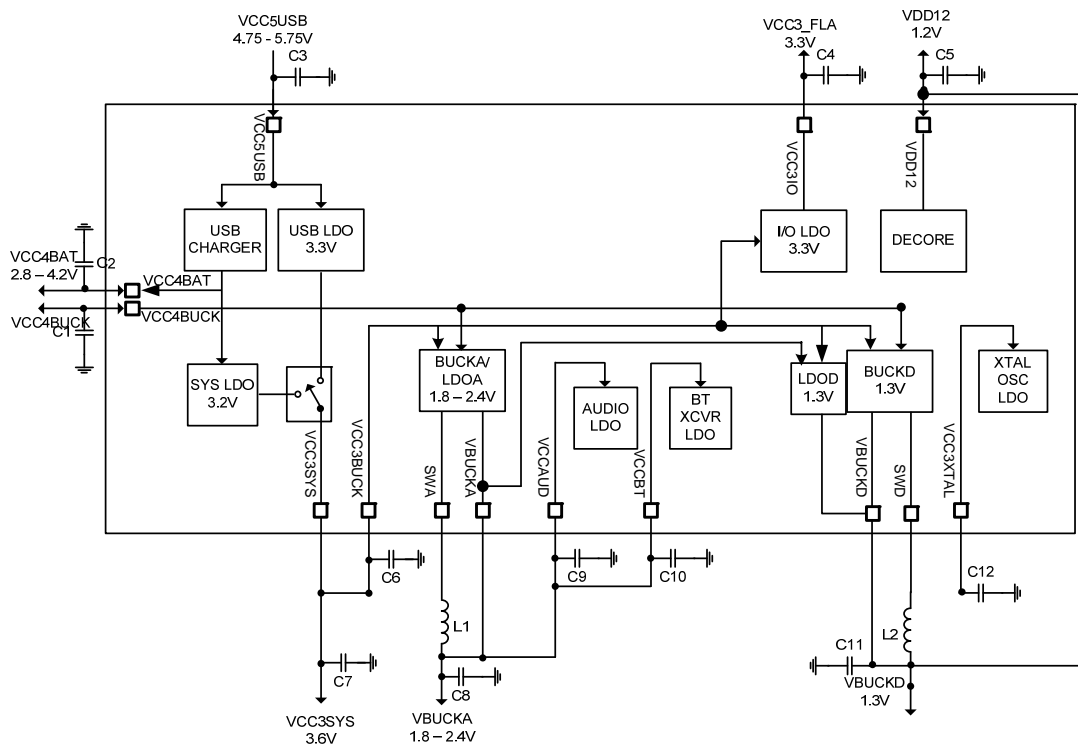 VCC5USB
4.75 - 5.75V
C3
VCC3_FLA
3.3V
C4
VDD12
1.2V
C5
VCC5USB
VCC3IO
VDD12
USB
CHARGER
USB LDO
3.3V
I/O LDO
3.3V
DECORE
VCC4BAT
2.8 – 4.2V
C2
VCC4BAT
VCC4BUCK
C1
VCC4BUCK
SYS LDO
3.2V
BUCKA/
LDOA
1.8 – 2.4V
AUDIO
LDO
BT
XCVR
LDO
LDOD
1.3V
BUCKD
1.3V
XTAL
OSC
LDO
VCC3SYS
VCC3BUCK
SWA
VBUCKA
VCCAUD
VCCBT
VBUCKD
SWD
VCC3XTAL
C6
C9
C10
C12
L1
L2
C7
C8
C11
VCC3SYS
3.6V
VBUCKA
1.8 – 2.4V
VBUCKD
1.3V